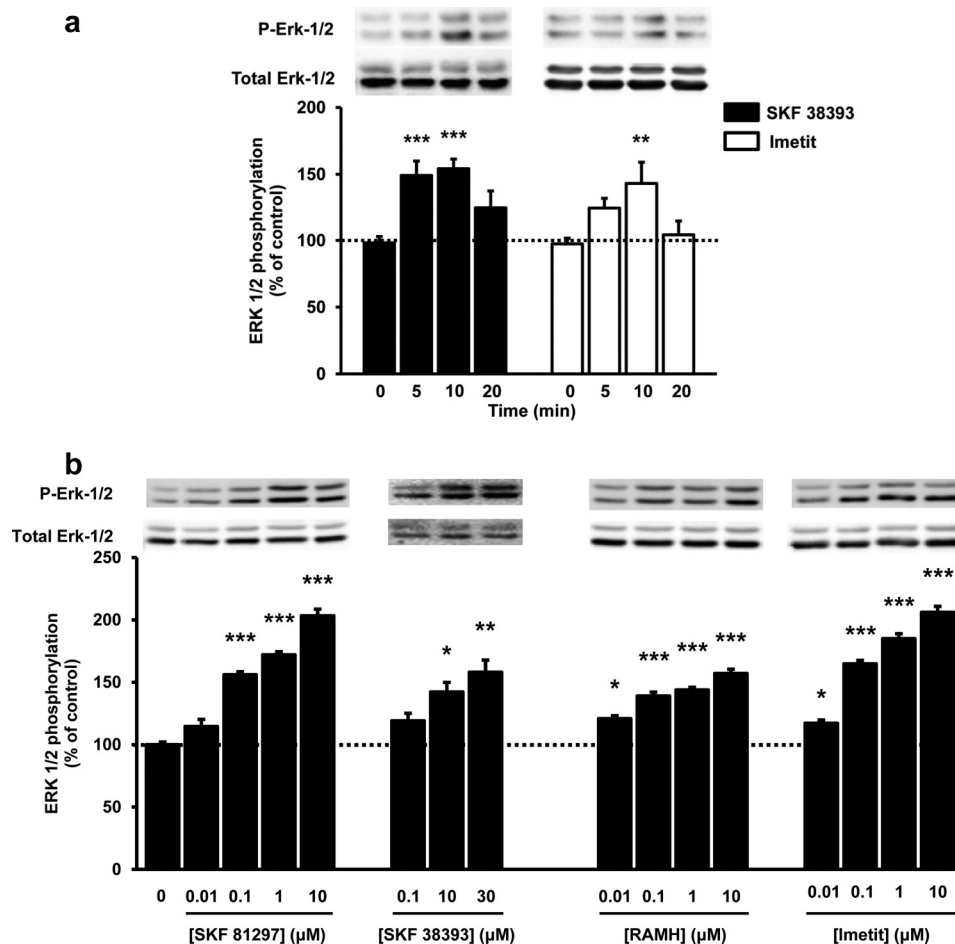 a
P-Erk-1/2
Total Erk-1/2
SKF 38393
Imetit
ERK 1/2 phosphorylation
(% of control)
200
150
100
50
0
*** *** **
0 5 10 20 0 5 10 20
Time (min)
b
P-Erk-1/2
Total Erk-1/2
ERK 1/2 phosphorylation
(% of control)
250
200
150
100
50
0
*** *** *** * ** * *** *** *** * *** *** ***
0 0.01 0.1 1 10 0.1 10 30 0.01 0.1 1 10 0.01 0.1 1 10
[SKF 81297] (μM) [SKF 38393] (μM) [RAMH] (μM) [Imetit] (μM)